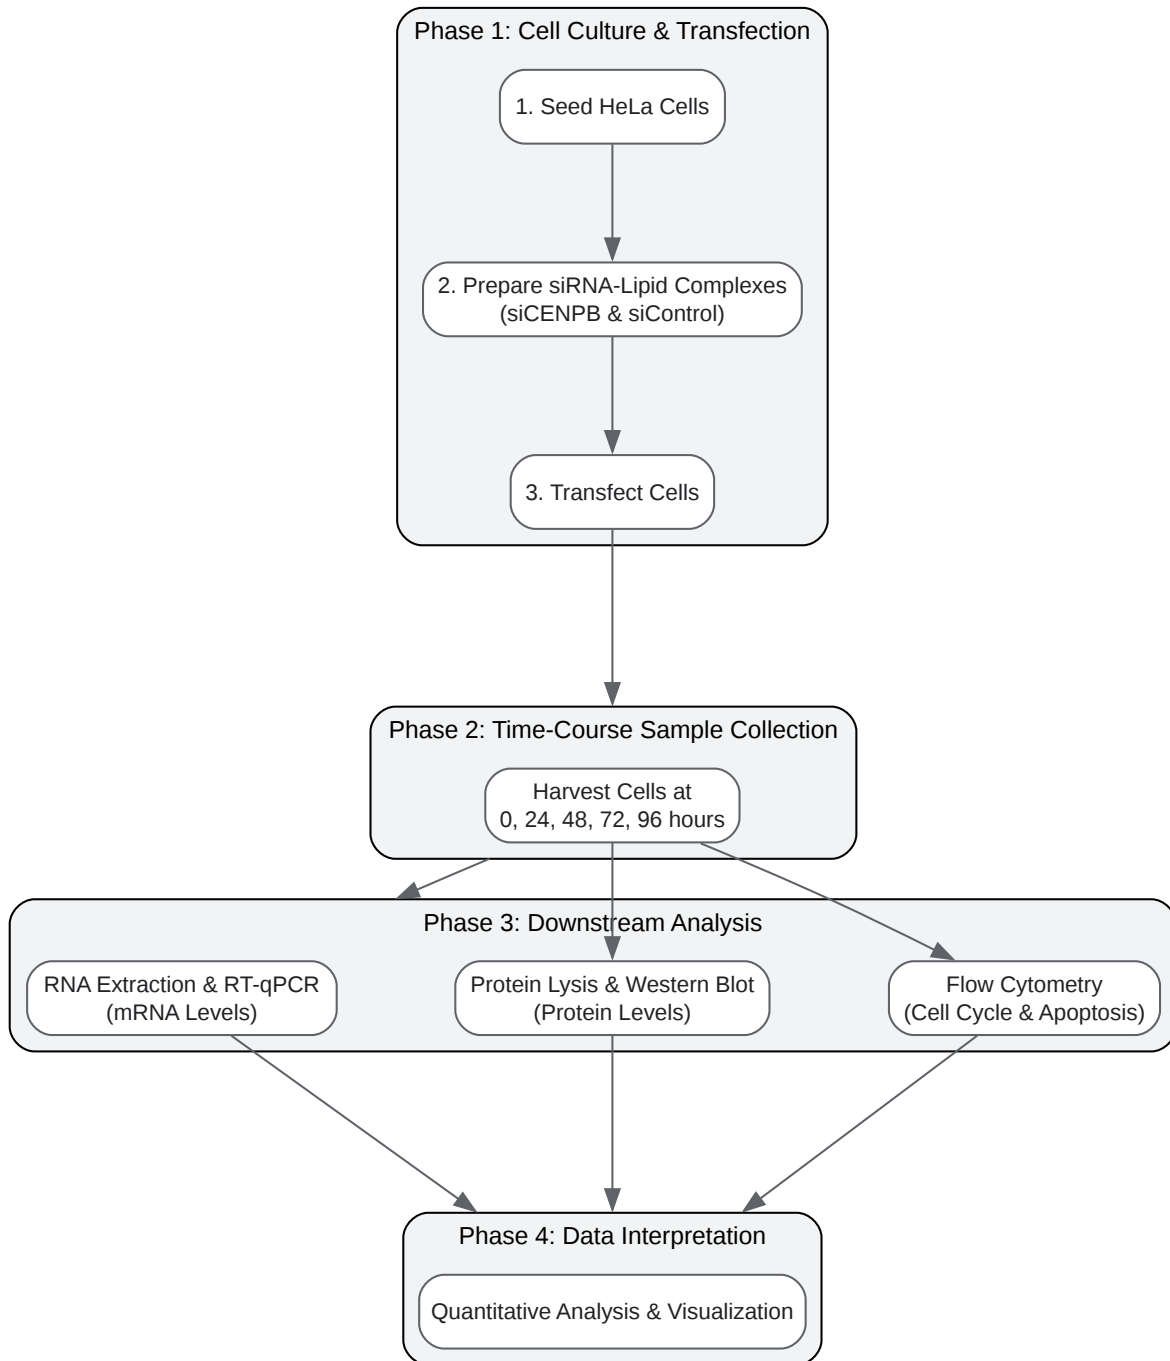 Phase 1: Cell Culture & Transfection
1. Seed HeLa Cells
2. Prepare siRNA-Lipid Complexes
(siCENPB & siControl)
3. Transfect Cells
Phase 2: Time-Course Sample Collection
Harvest Cells at
0, 24, 48, 72, 96 hours
Phase 3: Downstream Analysis
RNA Extraction & RT-qPCR
(mRNA Levels)
Protein Lysis & Western Blot
(Protein Levels)
Flow Cytometry
(Cell Cycle & Apoptosis)
Phase 4: Data Interpretation
Quantitative Analysis & Visualization